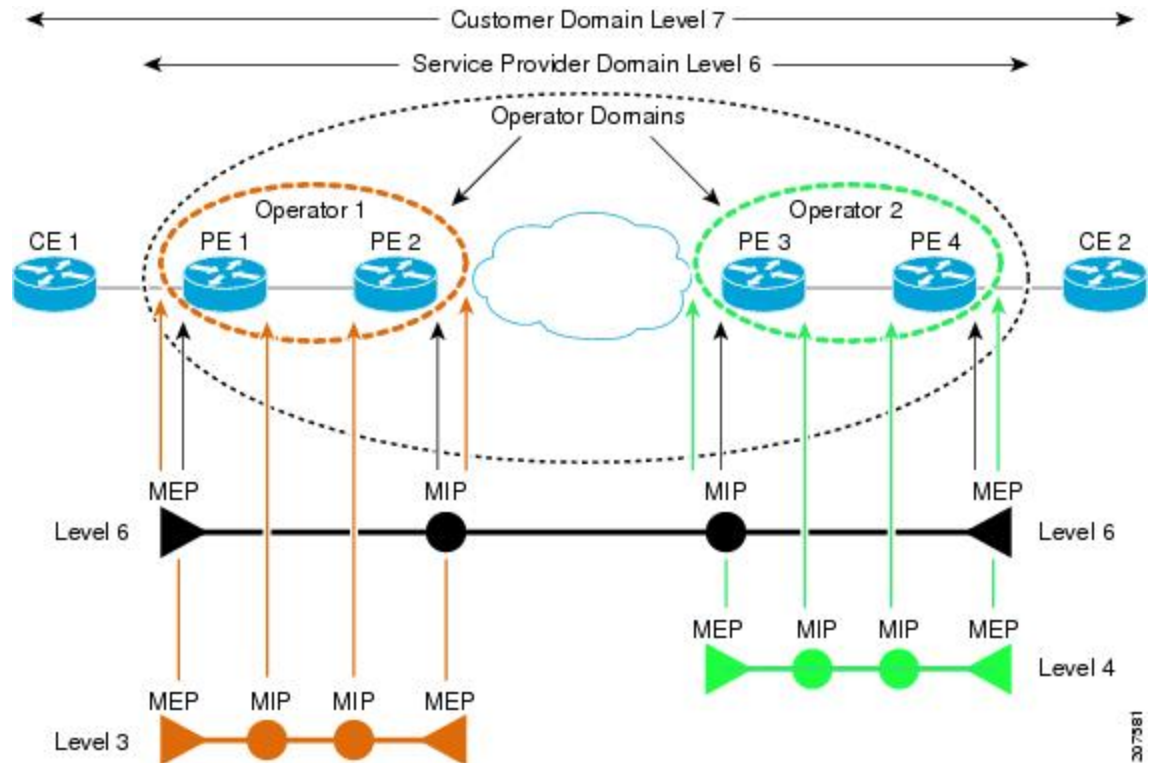 Customer Domain Level 7
Service Provider Domain Level 6
Operator Domains
Operator 1
Operator 2
CE 1
PE 1
PE 2
PE 3
PE 4
CE 2
MEP
MIP
MIP
MEP
Level 6
Level 6
MEP
MIP
MIP
MEP
Level 4
MEP
MIP
MIP
MEP
Level 3
207581